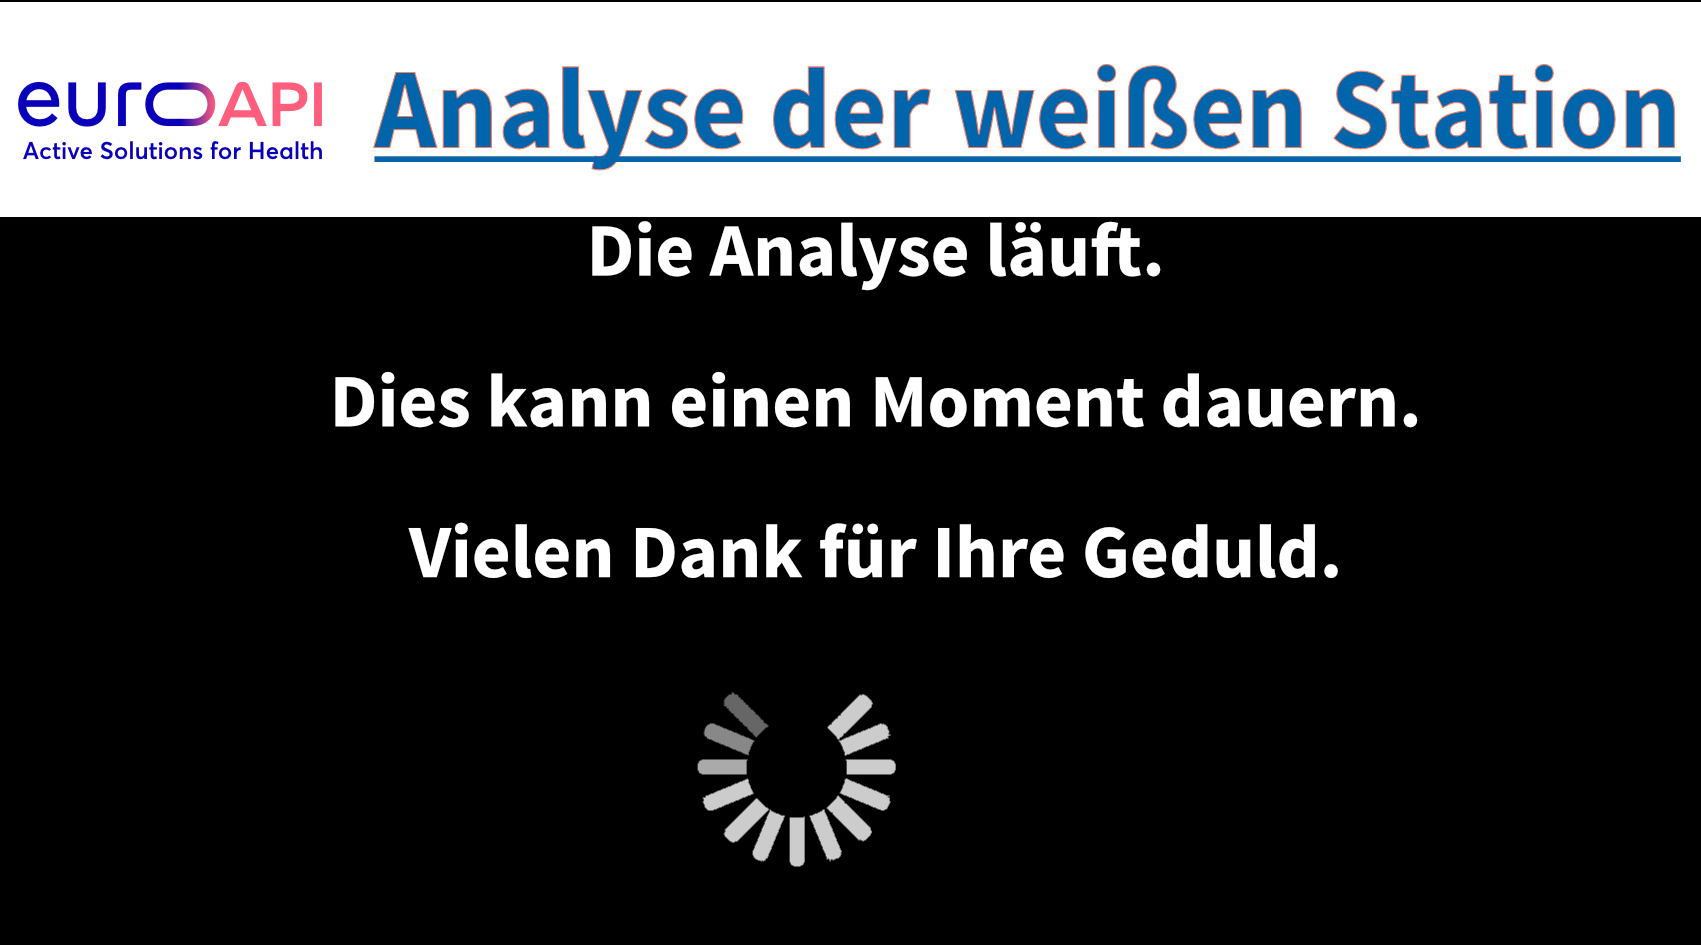 euroAPI
Active Solutions for Health
Analyse der weißen Station
Die Analyse läuft.
Dies kann einen Moment dauern.
Vielen Dank für Ihre Geduld.